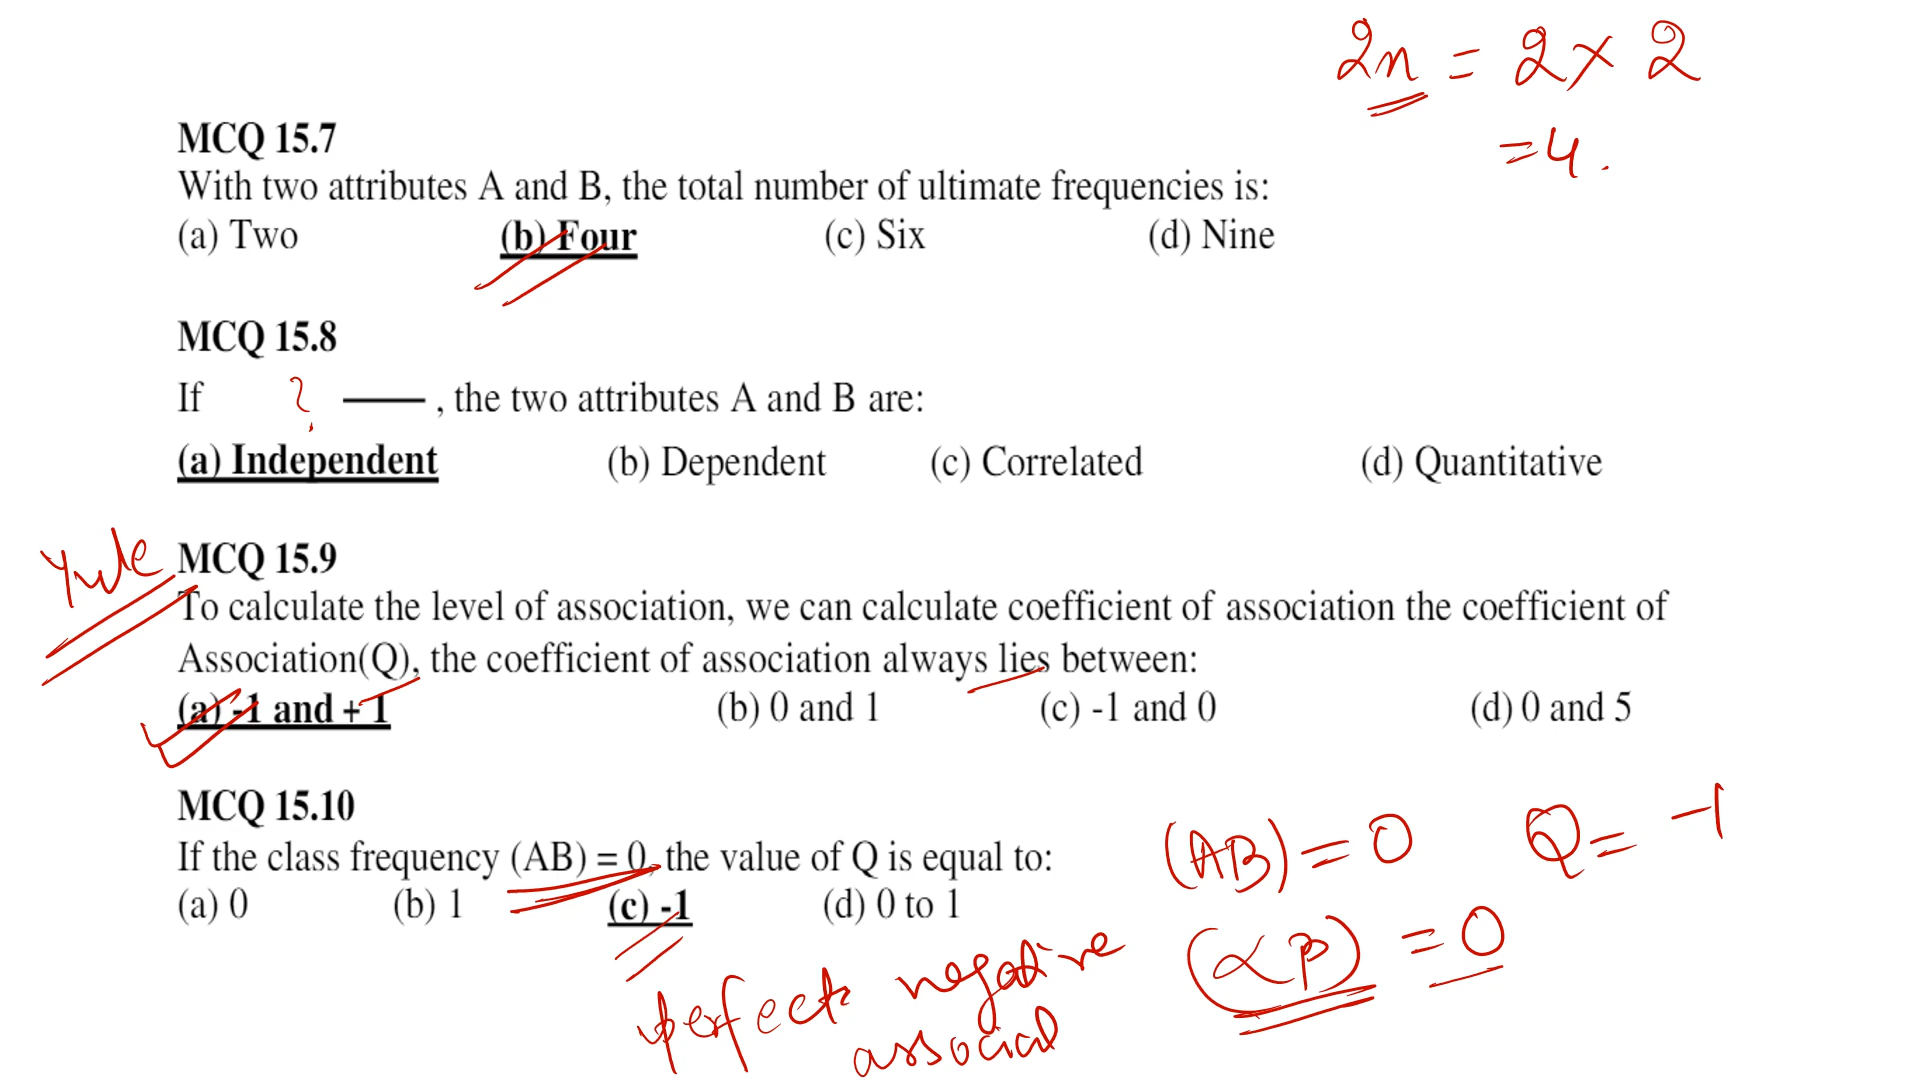 2n = 2 × 2
= 4.
MCQ 15.7
With two attributes A and B, the total number of ultimate frequencies is:
(a) Two (b) Four (c) Six (d) Nine
MCQ 15.8
If ? —— , the two attributes A and B are:
(a) Independent (b) Dependent (c) Correlated (d) Quantitative
Yule
MCQ 15.9
To calculate the level of association, we can calculate coefficient of association the coefficient of
Association(Q), the coefficient of association always lies between:
(a) -1 and + 1 (b) 0 and 1 (c) -1 and 0 (d) 0 and 5
MCQ 15.10
If the class frequency (AB) = 0, the value of Q is equal to:
(a) 0 (b) 1 (c) -1 (d) 0 to 1
(AB) = 0 Q = -1
(αβ) = 0
perfect negative
associal